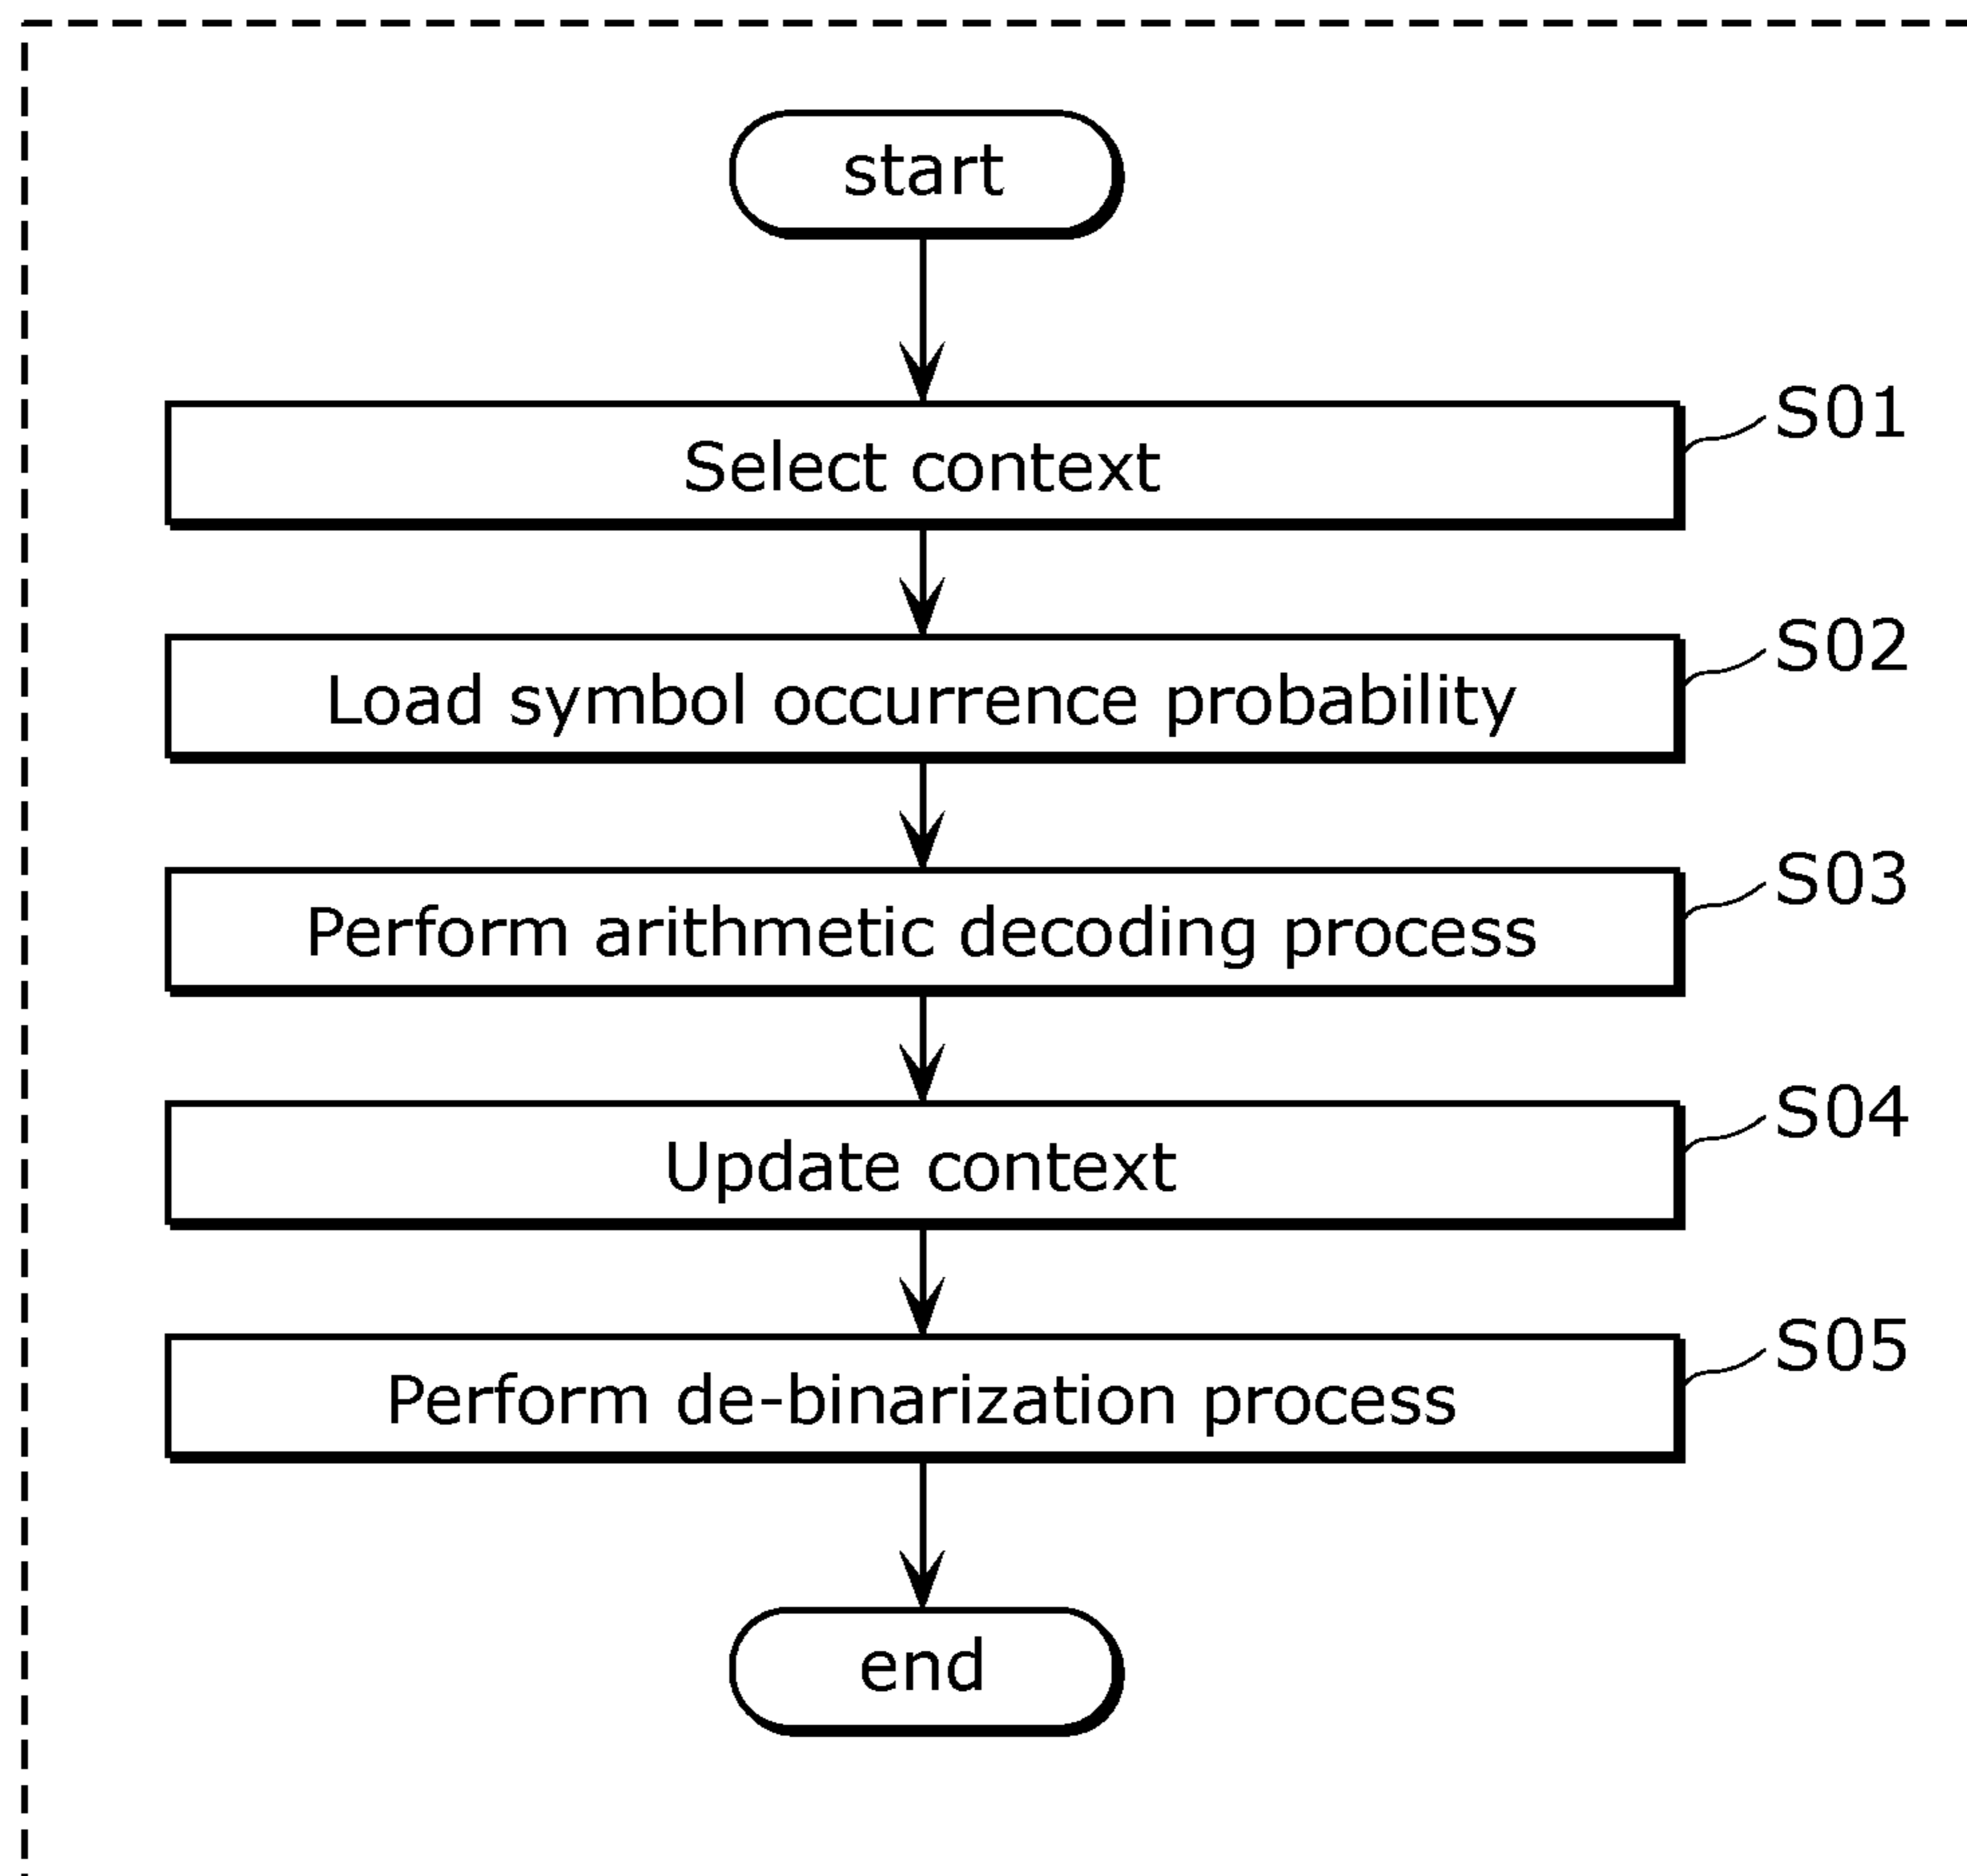 start
Select context
S01
Load symbol occurrence probability
S02
Perform arithmetic decoding process
S03
Update context
S04
Perform de-binarization process
S05
end